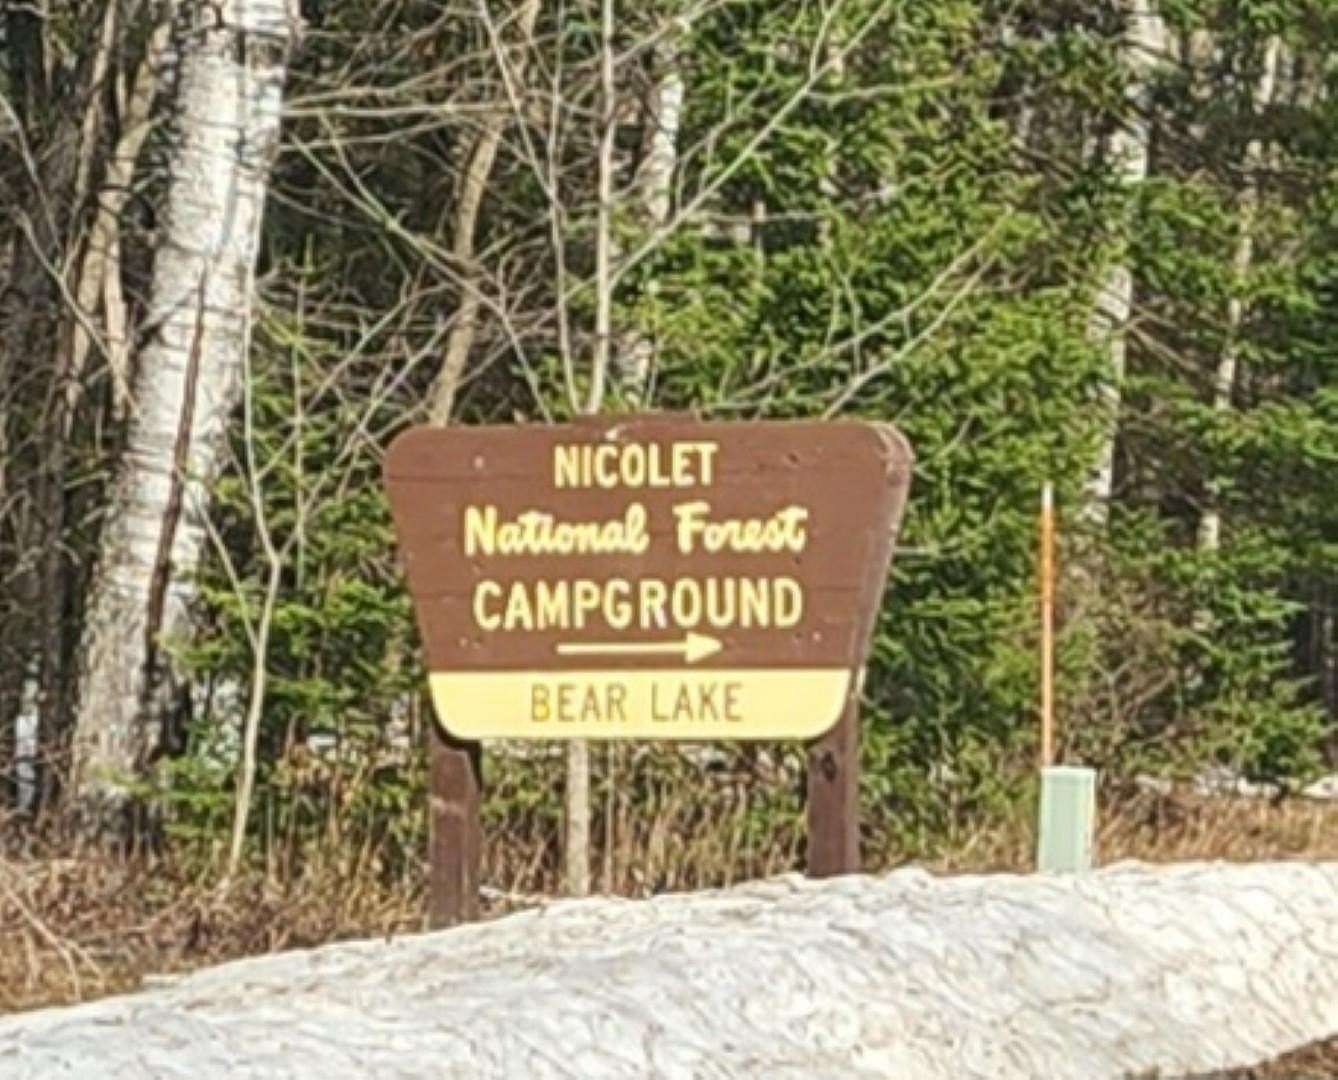 NICOLET
National Forest
CAMPGROUND
BEAR LAKE